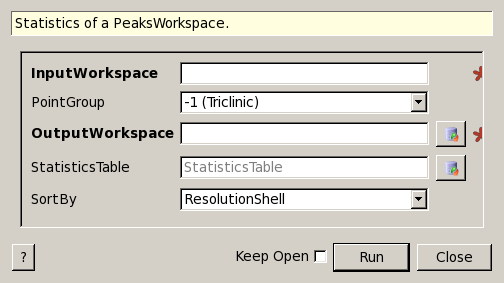 Statistics of a PeaksWorkspace.
InputWorkspace
PointGroup -1 (Triclinic)
OutputWorkspace
StatisticsTable StatisticsTable
SortBy ResolutionShell
? Keep Open Run Close